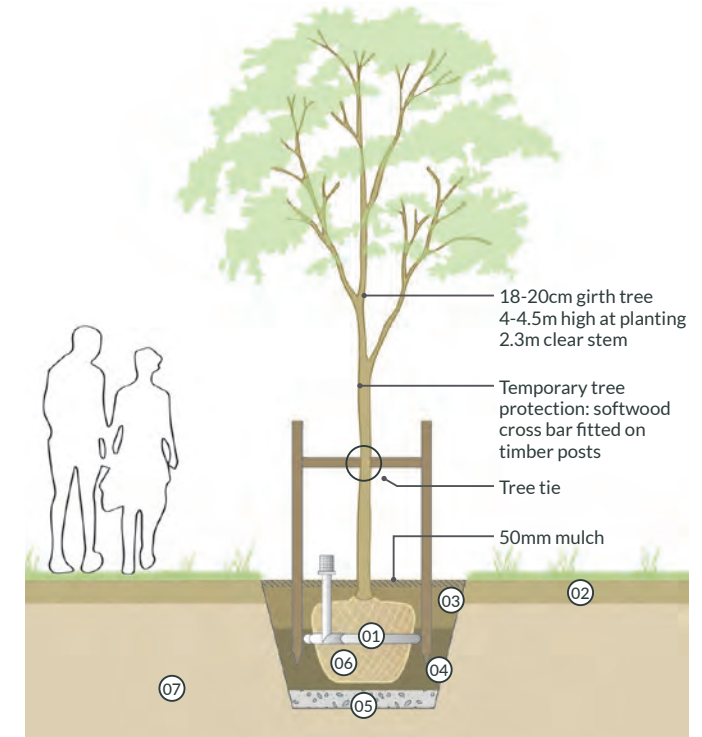 18-20cm girth tree
4-4.5m high at planting
2.3m clear stem
Temporary tree
protection: softwood
cross bar fitted on
timber posts
Tree tie
50mm mulch
02
03
01
06
04
07
05